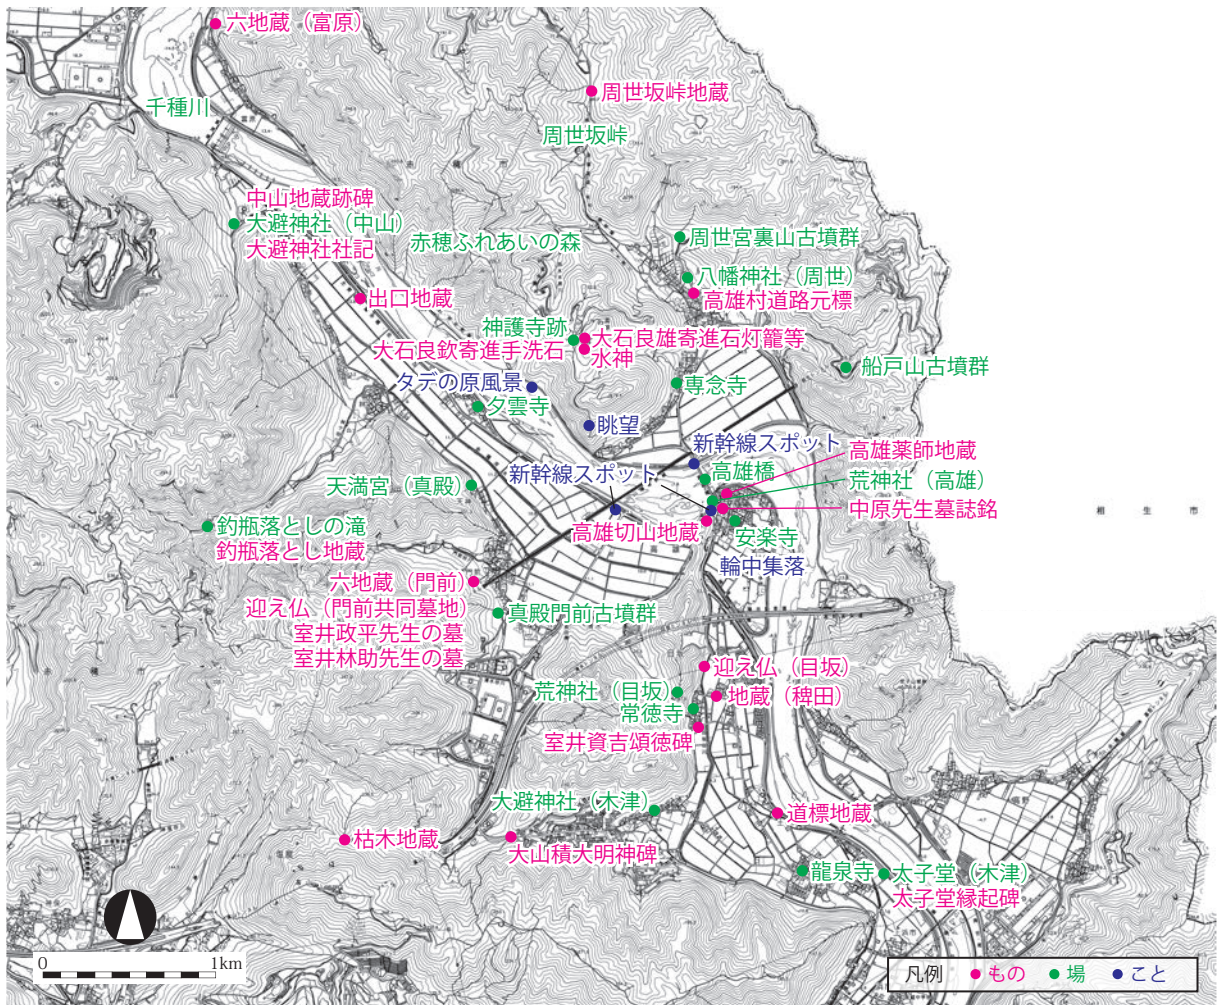 六地蔵（富原）
周世坂峠地蔵
千種川
周世坂峠
中山地蔵跡碑
大避神社（中山）
大避神社社記
赤穂ふれあいの森
周世宮裏山古墳群
八幡神社（周世）
高雄村道路元標
出口地蔵
神護寺跡
大石良雄寄進石灯籠等
大石良欽寄進手洗石
水神
船戸山古墳群
タデの原風景
専念寺
夕雲寺
眺望
新幹線スポット
高雄薬師地蔵
新幹線スポット
高雄橋
荒神社（高雄）
天満宮（真殿）
中原先生墓誌銘
釣瓶落としの滝
釣瓶落とし地蔵
高雄切山地蔵
安楽寺
輪中集落
六地蔵（門前）
迎え仏（門前共同墓地）
室井政平先生の墓
室井林助先生の墓
真殿門前古墳群
迎え仏（目坂）
荒神社（目坂）
地蔵（稗田）
常徳寺
室井資吉頌徳碑
大避神社（木津）
道標地蔵
枯木地蔵
大山積大明神碑
龍泉寺
太子堂（木津）
太子堂縁起碑
相生市
0 1km
凡例 もの 場 こと